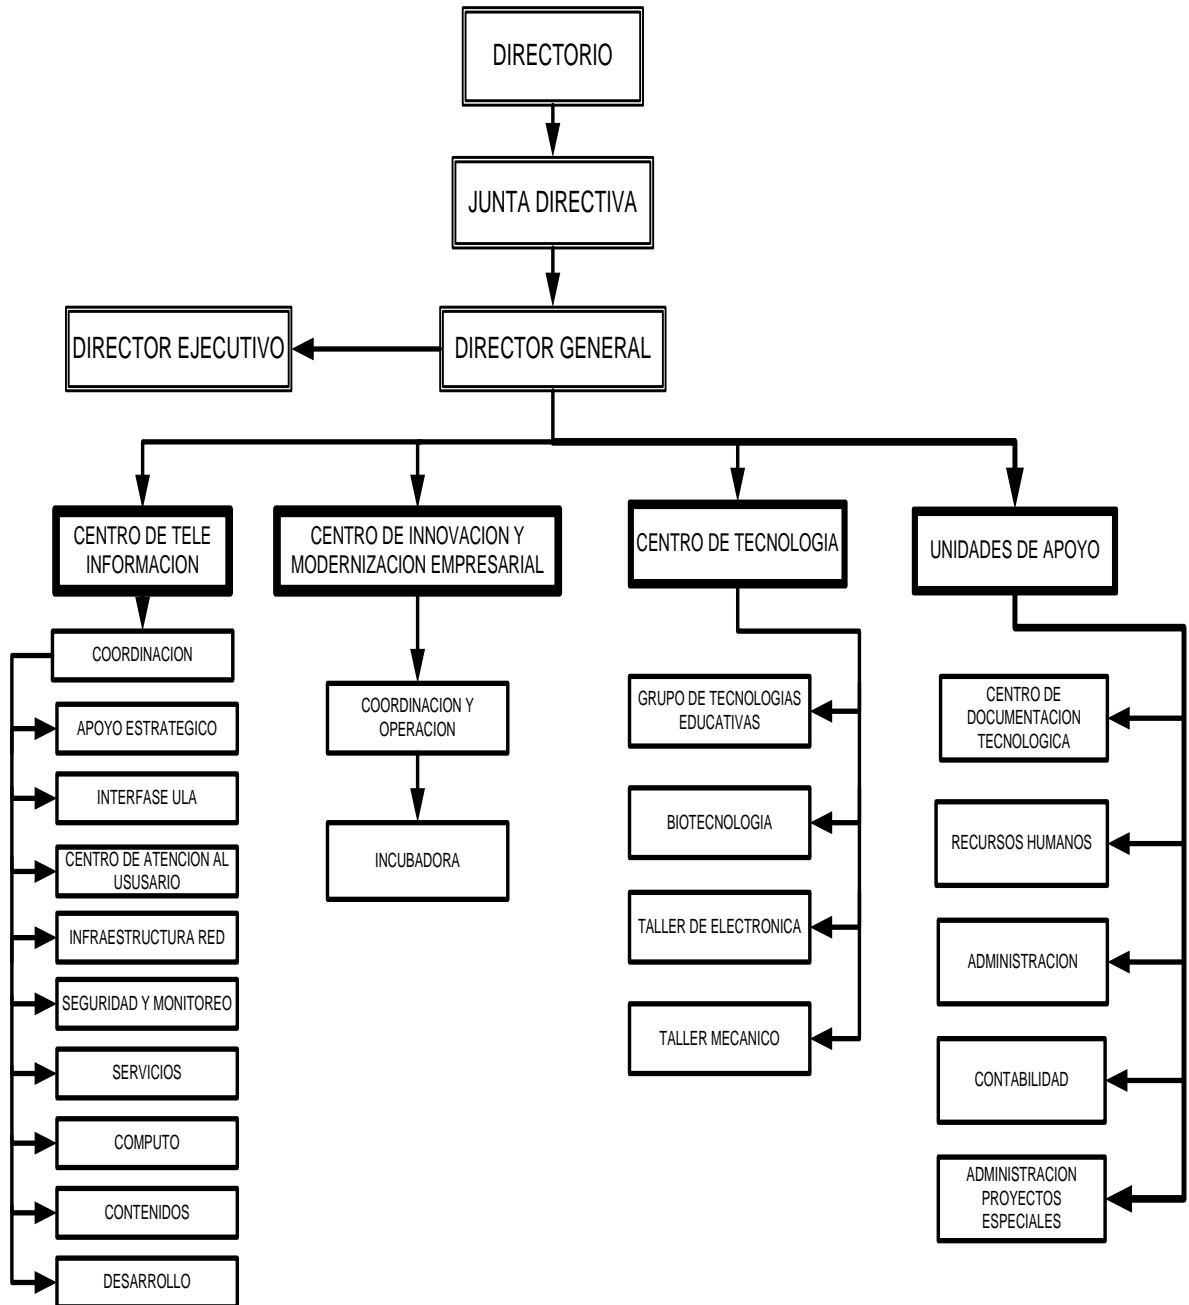 DIRECTORIO
JUNTA DIRECTIVA
DIRECTOR EJECUTIVO
DIRECTOR GENERAL
CENTRO DE TELE
INFORMACION
CENTRO DE INNOVACION Y
MODERNIZACION EMPRESARIAL
CENTRO DE TECNOLOGIA
UNIDADES DE APOYO
COORDINACION
APOYO ESTRATEGICO
INTERFASE ULA
CENTRO DE ATENCION AL
USUSARIO
INFRAESTRUCTURA RED
SEGURIDAD Y MONITOREO
SERVICIOS
COMPUTO
CONTENIDOS
DESARROLLO
COORDINACION Y
OPERACION
INCUBADORA
GRUPO DE TECNOLOGIAS
EDUCATIVAS
BIOTECNOLOGIA
TALLER DE ELECTRONICA
TALLER MECANICO
CENTRO DE
DOCUMENTACION
TECNOLOGICA
RECURSOS HUMANOS
ADMINISTRACION
CONTABILIDAD
ADMINISTRACION
PROYECTOS
ESPECIALES